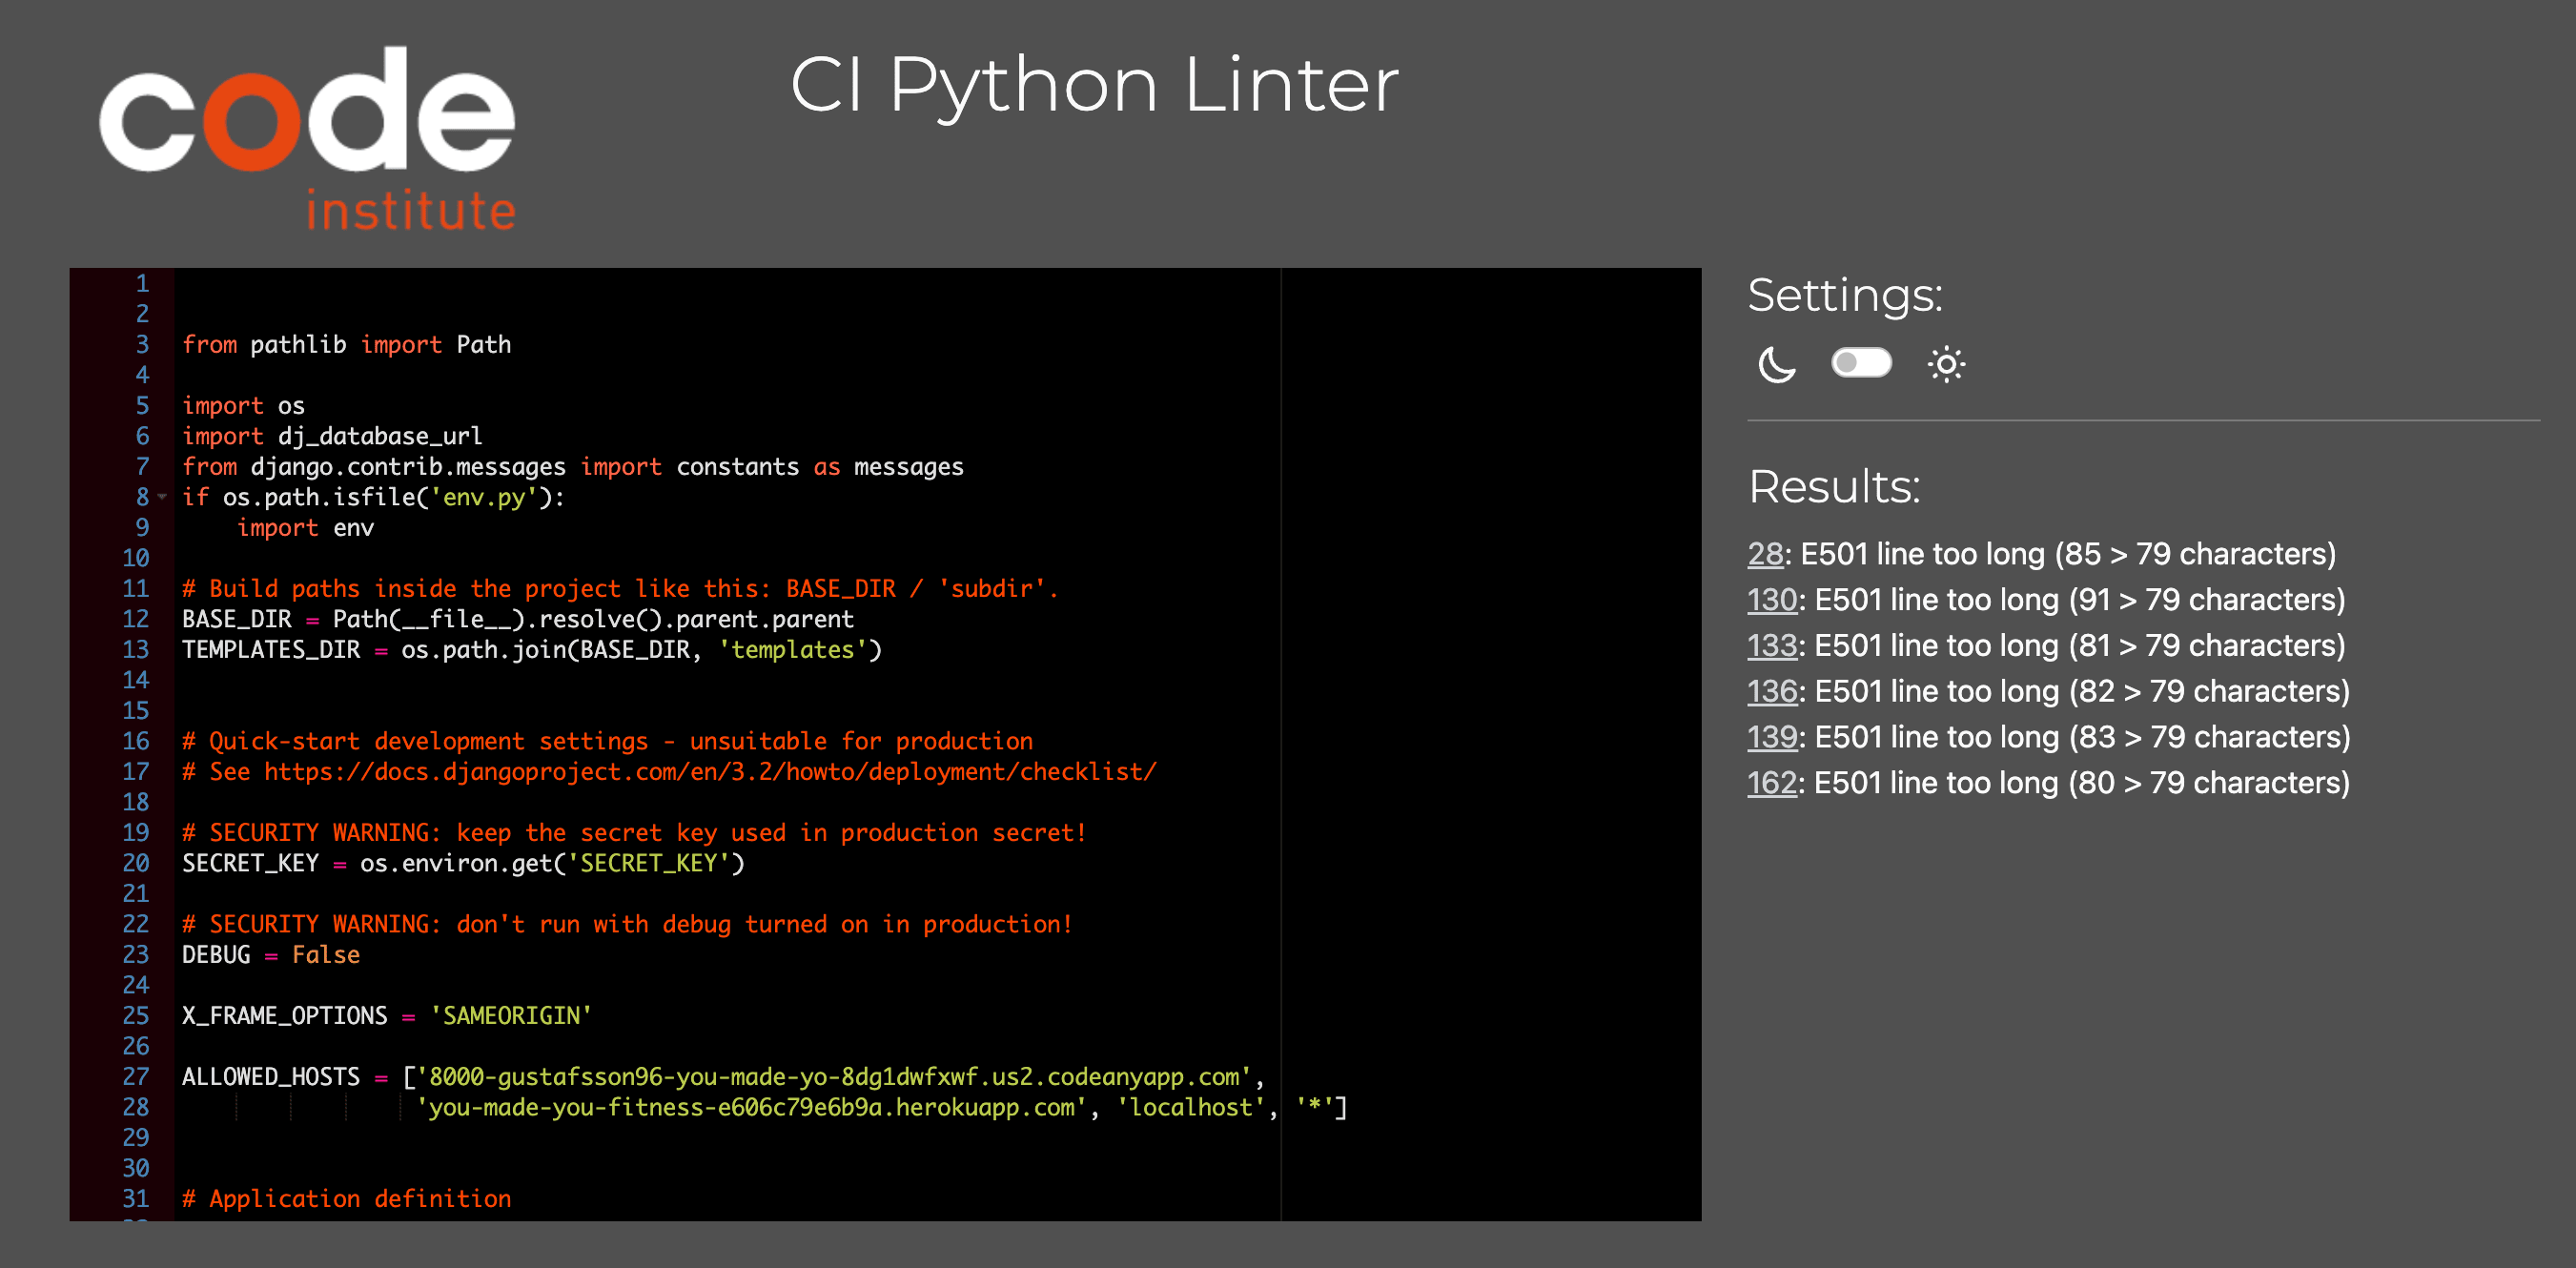 code
institute
CI Python Linter
1
2
3 from pathlib import Path
4
5 import os
6 import dj_database_url
7 from django.contrib.messages import constants as messages
8 if os.path.isfile('env.py'):
9     import env
10
11 # Build paths inside the project like this: BASE_DIR / 'subdir'.
12 BASE_DIR = Path(__file__).resolve().parent.parent
13 TEMPLATES_DIR = os.path.join(BASE_DIR, 'templates')
14
15
16 # Quick-start development settings - unsuitable for production
17 # See https://docs.djangoproject.com/en/3.2/howto/deployment/checklist/
18
19 # SECURITY WARNING: keep the secret key used in production secret!
20 SECRET_KEY = os.environ.get('SECRET_KEY')
21
22 # SECURITY WARNING: don't run with debug turned on in production!
23 DEBUG = False
24
25 X_FRAME_OPTIONS = 'SAMEORIGIN'
26
27 ALLOWED_HOSTS = ['8000-gustafsson96-you-made-yo-8dg1dwfxwf.us2.codeanyapp.com',
28                  'you-made-you-fitness-e606c79e6b9a.herokuapp.com', 'localhost', '*']
29
30
31 # Application definition
Settings:
Results:
28: E501 line too long (85 > 79 characters)
130: E501 line too long (91 > 79 characters)
133: E501 line too long (81 > 79 characters)
136: E501 line too long (82 > 79 characters)
139: E501 line too long (83 > 79 characters)
162: E501 line too long (80 > 79 characters)